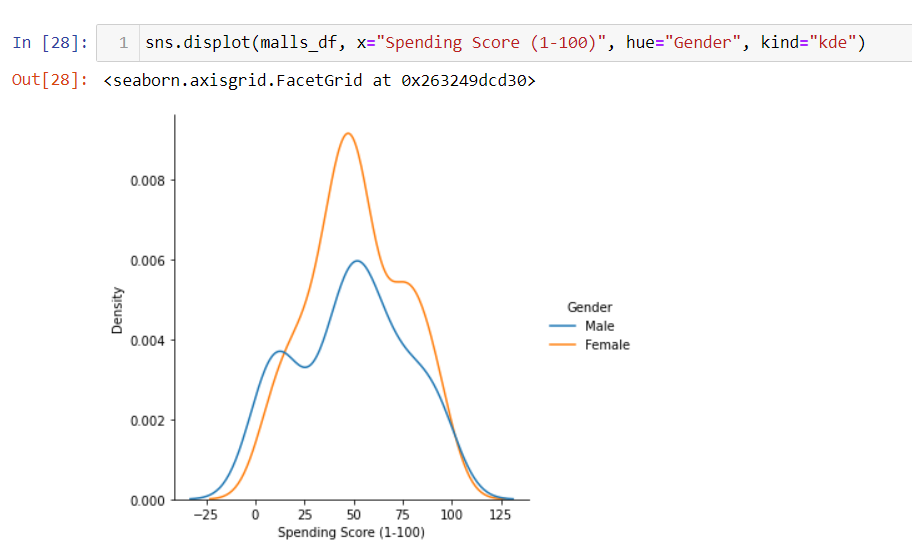 In [28]: 1 sns.displot(malls_df, x="Spending Score (1-100)", hue="Gender", kind="kde")
Out[28]: <seaborn.axisgrid.FacetGrid at 0x263249dcd30>
0.008
0.006
0.004
0.002
0.000
Density
−25 0 25 50 75 100 125
Spending Score (1-100)
Gender
Male
Female